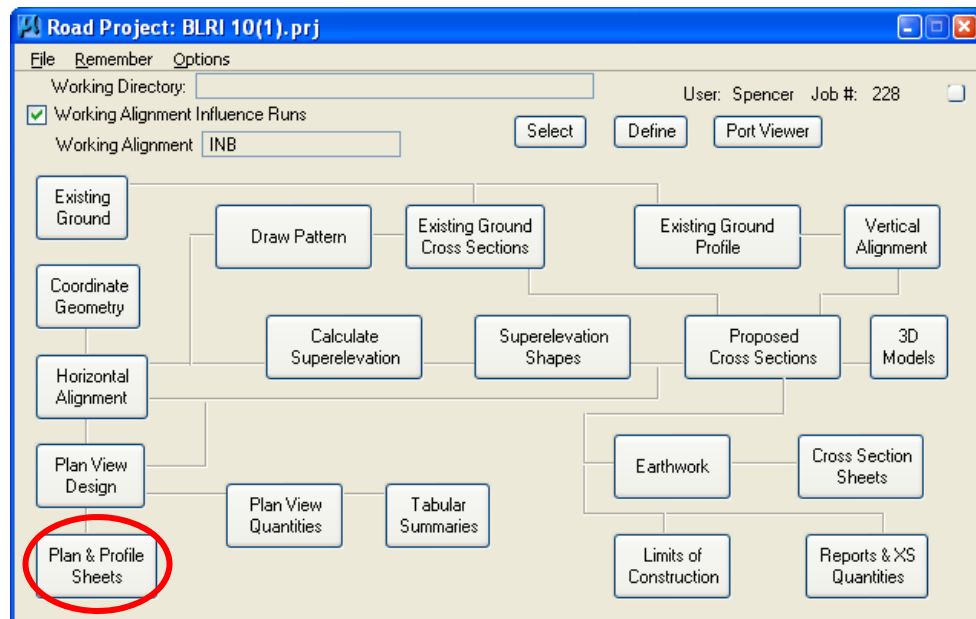 Road Project: BLRI 10(1).prj
File Remember Options
Working Directory:
User: Spencer Job #: 228
Working Alignment Influence Runs
Working Alignment INB
Select Define Port Viewer
Existing
Ground
Draw Pattern
Existing Ground
Cross Sections
Existing Ground
Profile
Vertical
Alignment
Coordinate
Geometry
Calculate
Superelevation
Superelevation
Shapes
Proposed
Cross Sections
3D
Models
Horizontal
Alignment
Plan View
Design
Earthwork
Cross Section
Sheets
Plan View
Quantities
Tabular
Summaries
Plan & Profile
Sheets
Limits of
Construction
Reports & XS
Quantities